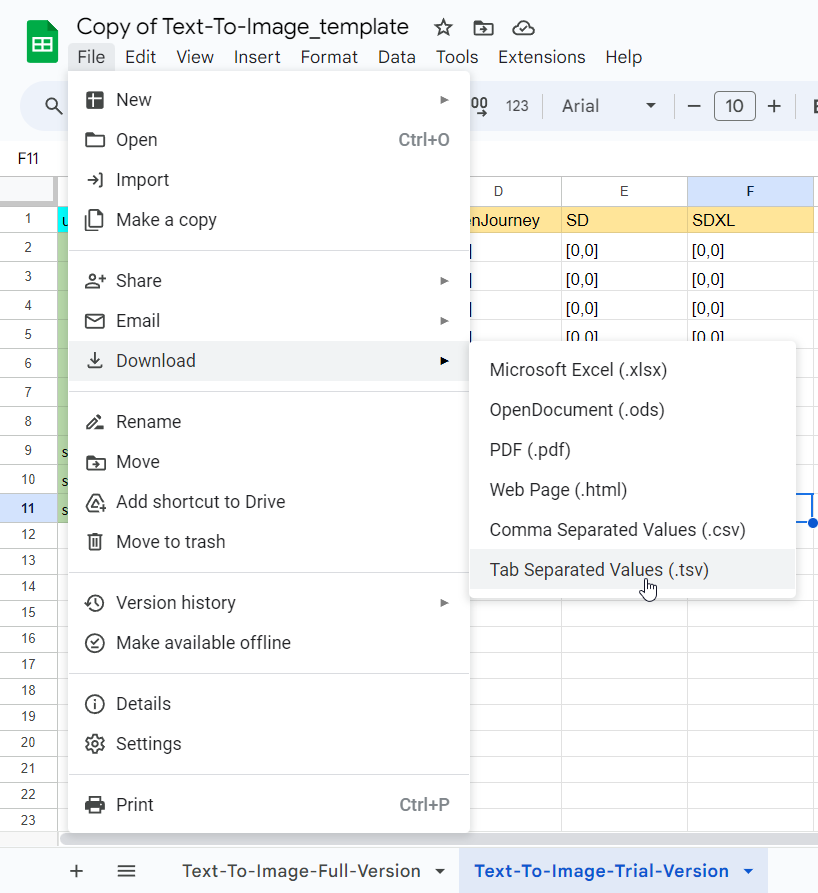 Copy of Text-To-Image_template
File Edit View Insert Format Data Tools Extensions Help
00 123 Arial 10
F11
New
Open Ctrl+O
Import
Make a copy
Share
Email
Download
Rename
Move
Add shortcut to Drive
Move to trash
Version history
Make available offline
Details
Settings
Print Ctrl+P
Microsoft Excel (.xlsx)
OpenDocument (.ods)
PDF (.pdf)
Web Page (.html)
Comma Separated Values (.csv)
Tab Separated Values (.tsv)
D E F
1 u nJourney SD SDXL
2 ] [0,0] [0,0]
3 ] [0,0] [0,0]
4 ] [0,0] [0,0]
5 ] [0,0] [0,0]
6
7
8
9 s
10 s
11 s
12
13
14
15
16
17
18
19
20
21
22
23
Text-To-Image-Full-Version Text-To-Image-Trial-Version